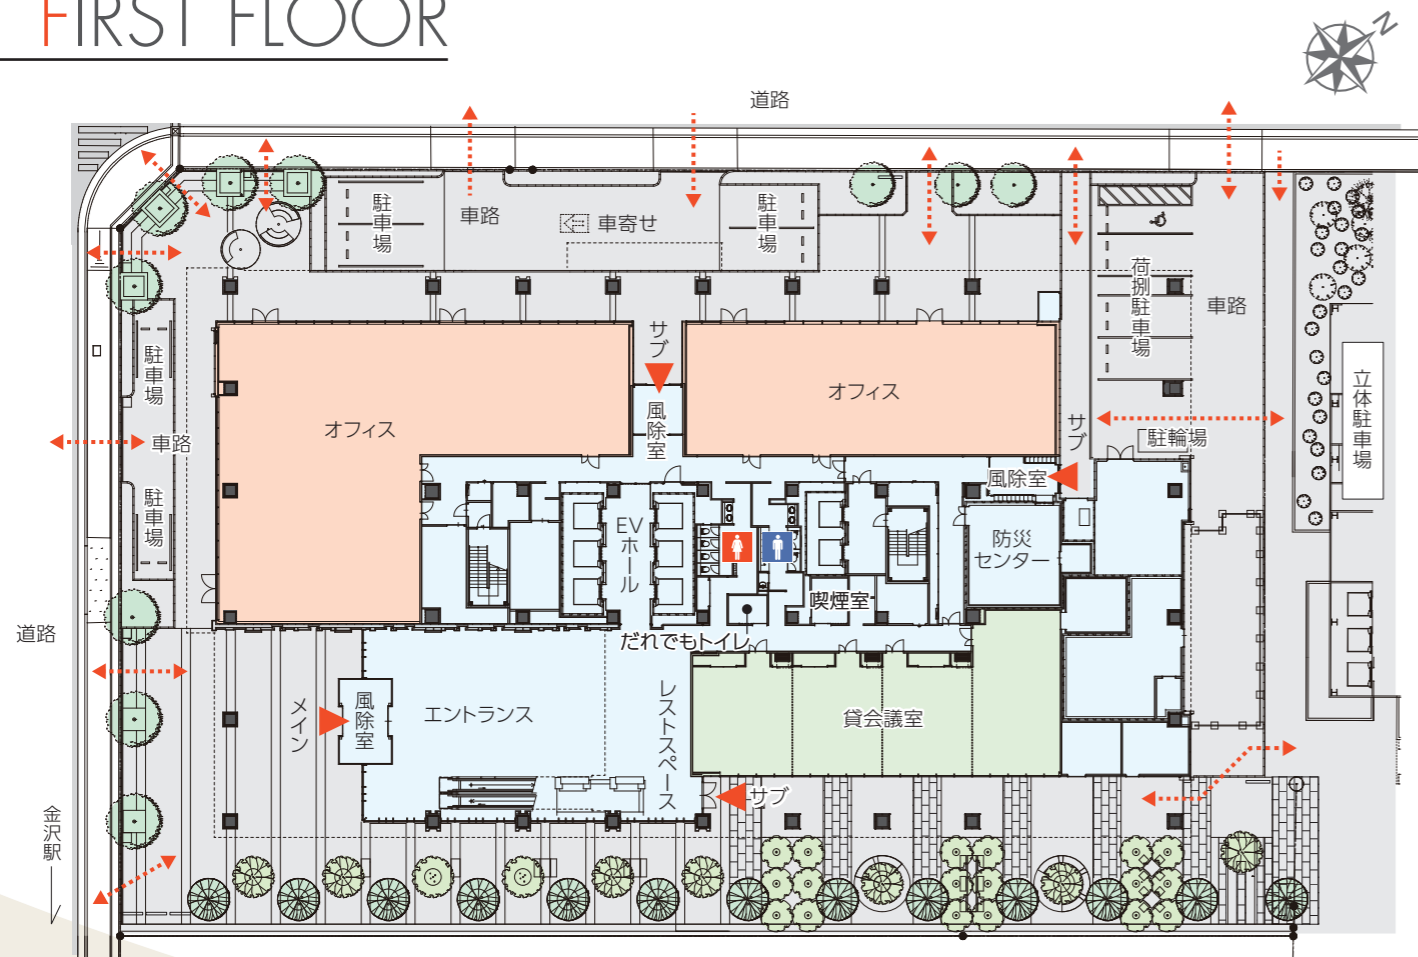 FIRST FLOOR
N
道路
駐車場
車路
車寄せ
駐車場
荷捌駐車場
車路
サブ
オフィス
オフィス
風除室
駐車場
車路
駐車場
サブ
駐輪場
立体駐車場
風除室
EVホール
防災
センター
喫煙室
だれでもトイレ
道路
メイン
風除室
エントランス
レストスペース
貸会議室
サブ
金沢駅